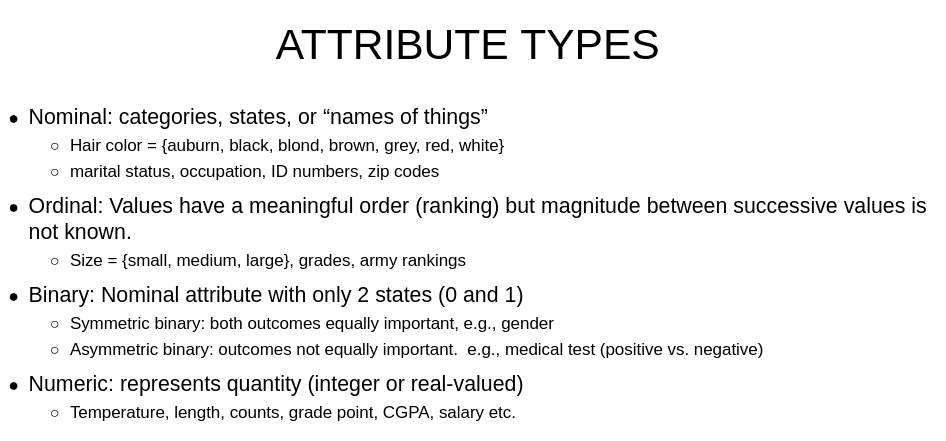 ATTRIBUTE TYPES
● Nominal: categories, states, or “names of things”
○ Hair color = {auburn, black, blond, brown, grey, red, white}
○ marital status, occupation, ID numbers, zip codes
● Ordinal: Values have a meaningful order (ranking) but magnitude between successive values is
not known.
○ Size = {small, medium, large}, grades, army rankings
● Binary: Nominal attribute with only 2 states (0 and 1)
○ Symmetric binary: both outcomes equally important, e.g., gender
○ Asymmetric binary: outcomes not equally important.  e.g., medical test (positive vs. negative)
● Numeric: represents quantity (integer or real-valued)
○ Temperature, length, counts, grade point, CGPA, salary etc.